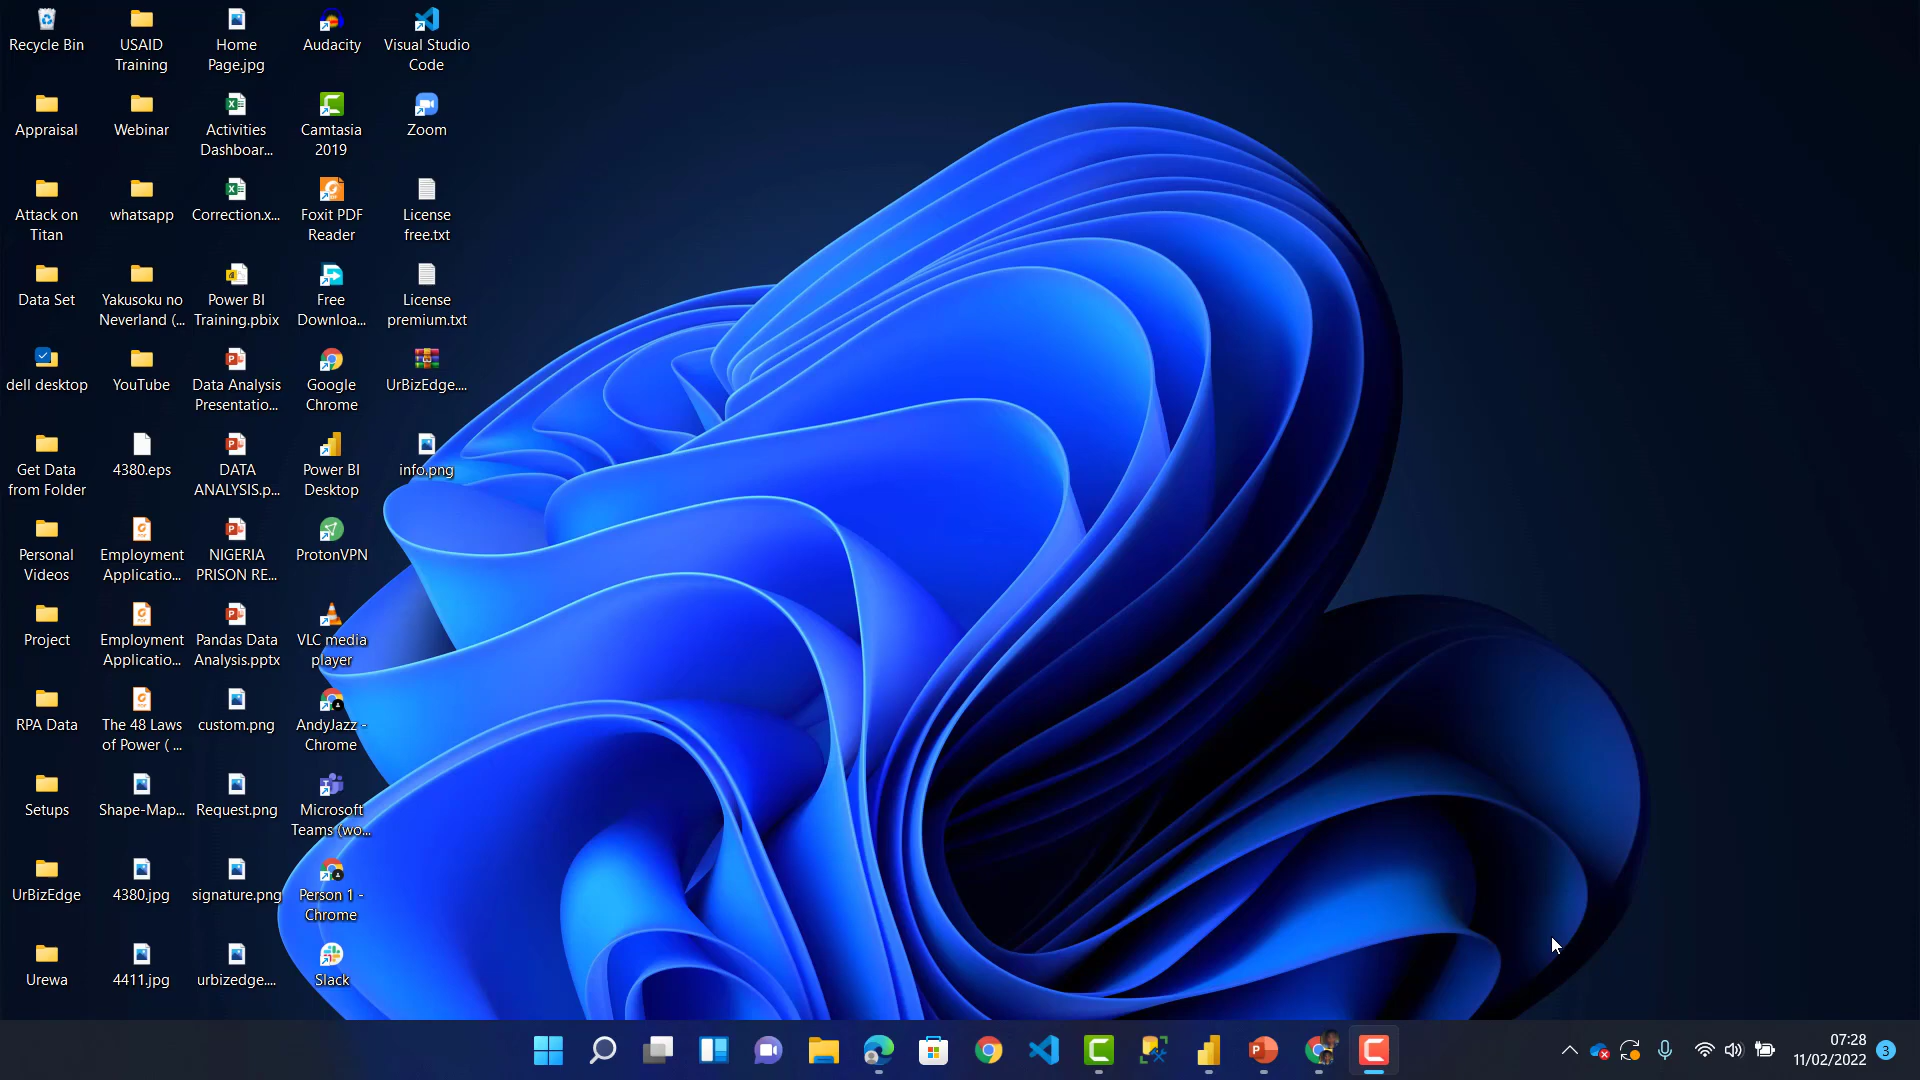 Recycle Bin
USAID
Training
Home
Page.jpg
Audacity
Visual Studio
Code
Appraisal
Webinar
Activities
Dashboar...
Camtasia
2019
Zoom
Attack on
Titan
whatsapp
Correction.x...
Foxit PDF
Reader
License
free.txt
Data Set
Yakusoku no
Neverland (...
Power BI
Training.pbix
Free
Downloa...
License
premium.txt
dell desktop
YouTube
Data Analysis
Presentatio...
Google
Chrome
UrBizEdge....
Get Data
from Folder
4380.eps
DATA
ANALYSIS.p...
Power BI
Desktop
info.png
Personal
Videos
Employment
Applicatio...
NIGERIA
PRISON RE...
ProtonVPN
Project
Employment
Applicatio...
Pandas Data
Analysis.pptx
VLC media
player
RPA Data
The 48 Laws
of Power ( ...
custom.png
AndyJazz -
Chrome
Setups
Shape-Map...
Request.png
Microsoft
Teams (wo...
UrBizEdge
4380.jpg
signature.png
Person 1 -
Chrome
Urewa
4411.jpg
urbizedge....
Slack
07:28
11/02/2022
3